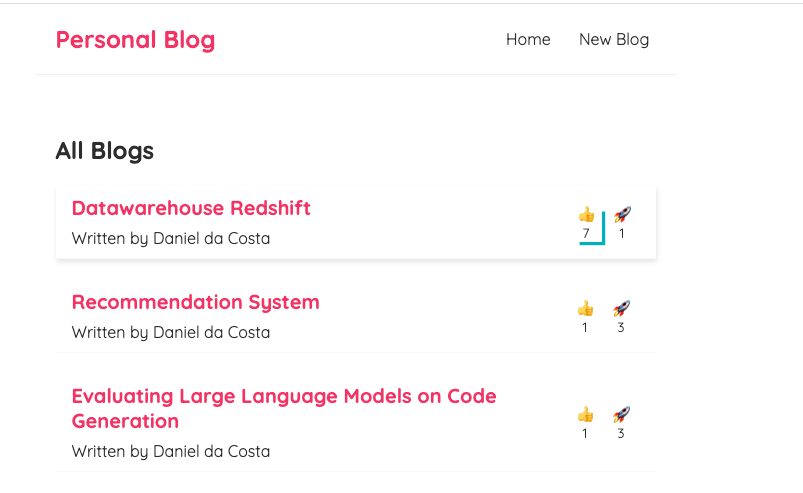 Personal Blog
Home
New Blog
All Blogs
Datawarehouse Redshift
Written by Daniel da Costa
👍 🚀
7 1
Recommendation System
Written by Daniel da Costa
👍 🚀
1 3
Evaluating Large Language Models on Code
Generation
Written by Daniel da Costa
👍 🚀
1 3